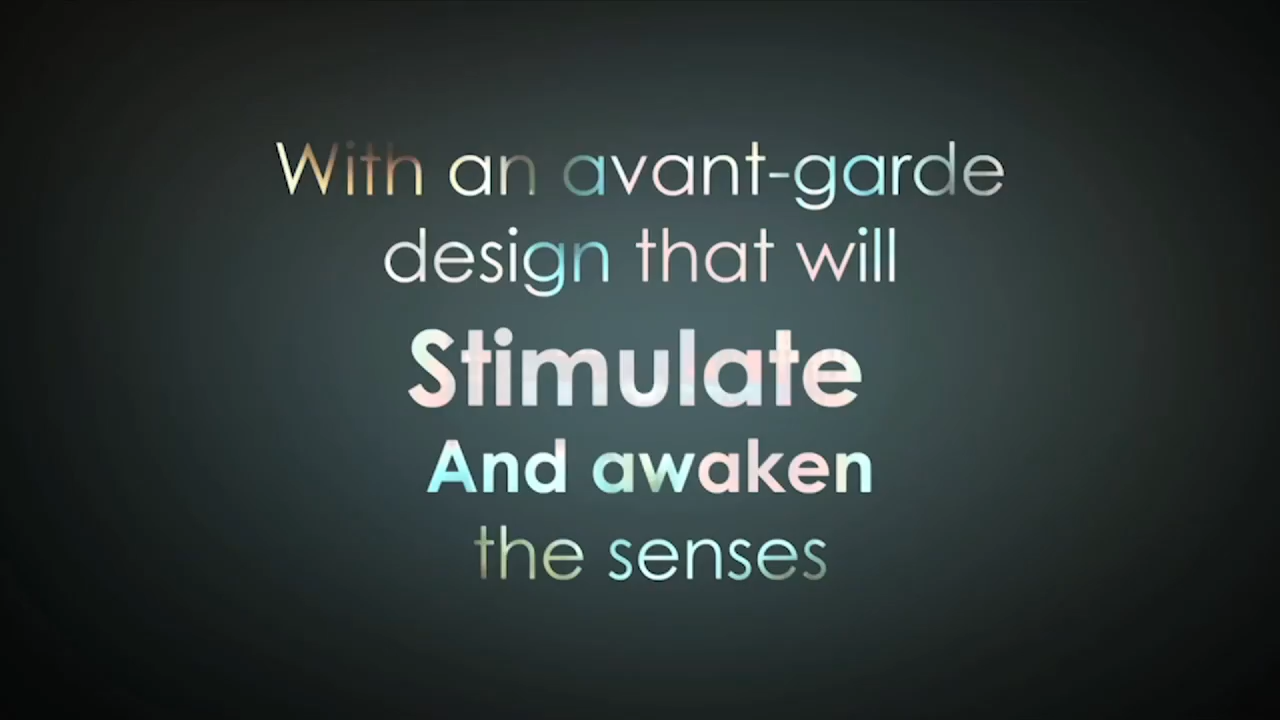 With an avant-garde
design that will
Stimulate
And awaken
the senses